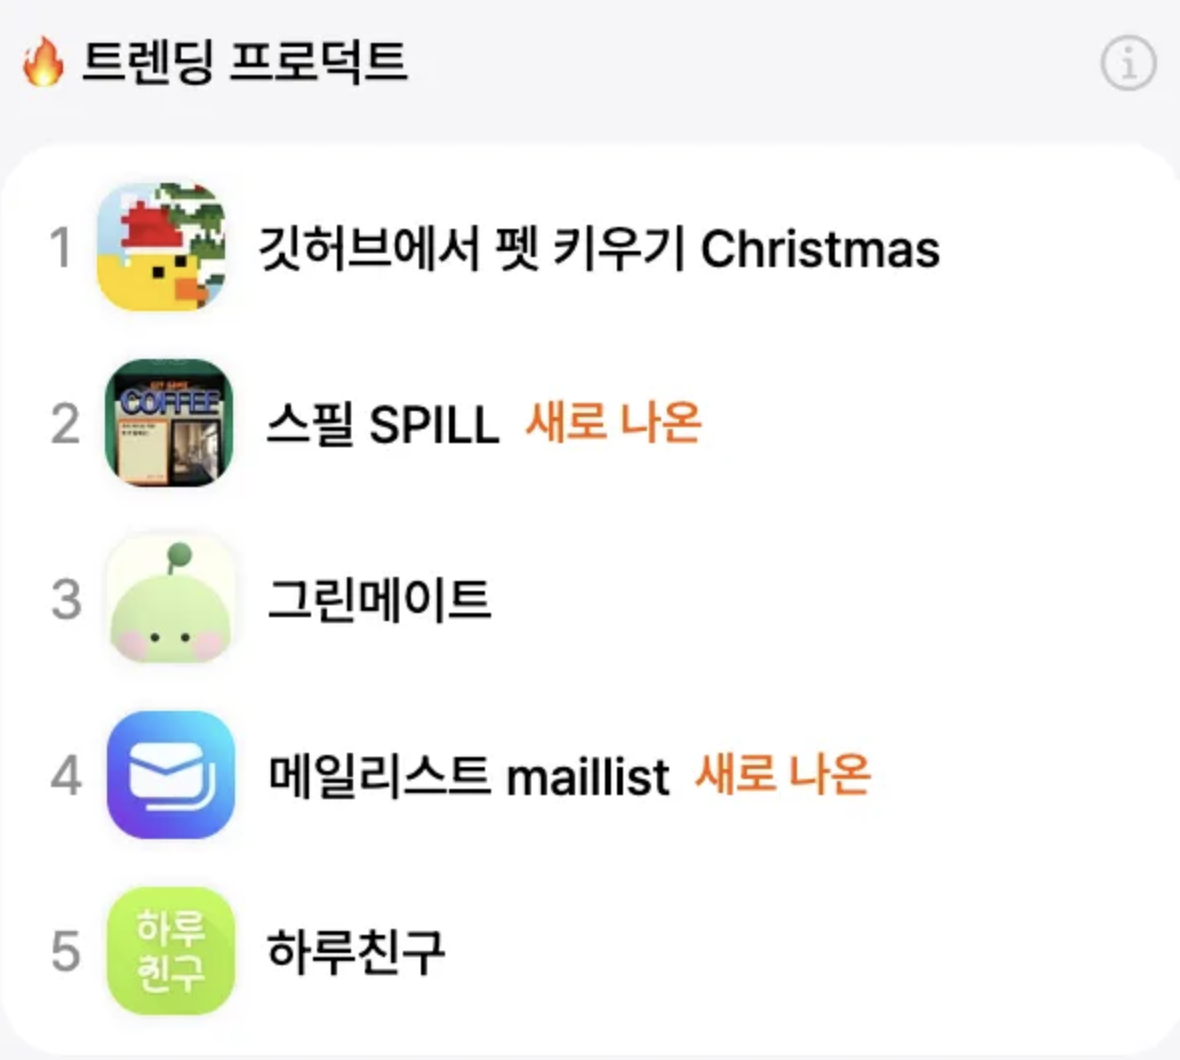 🔥 트렌딩 프로덕트
1 깃허브에서 펫 키우기 Christmas
COFFEE
2 스필 SPILL 새로 나온
3 그린메이트
4 메일리스트 maillist 새로 나온
하루
친구
5 하루친구